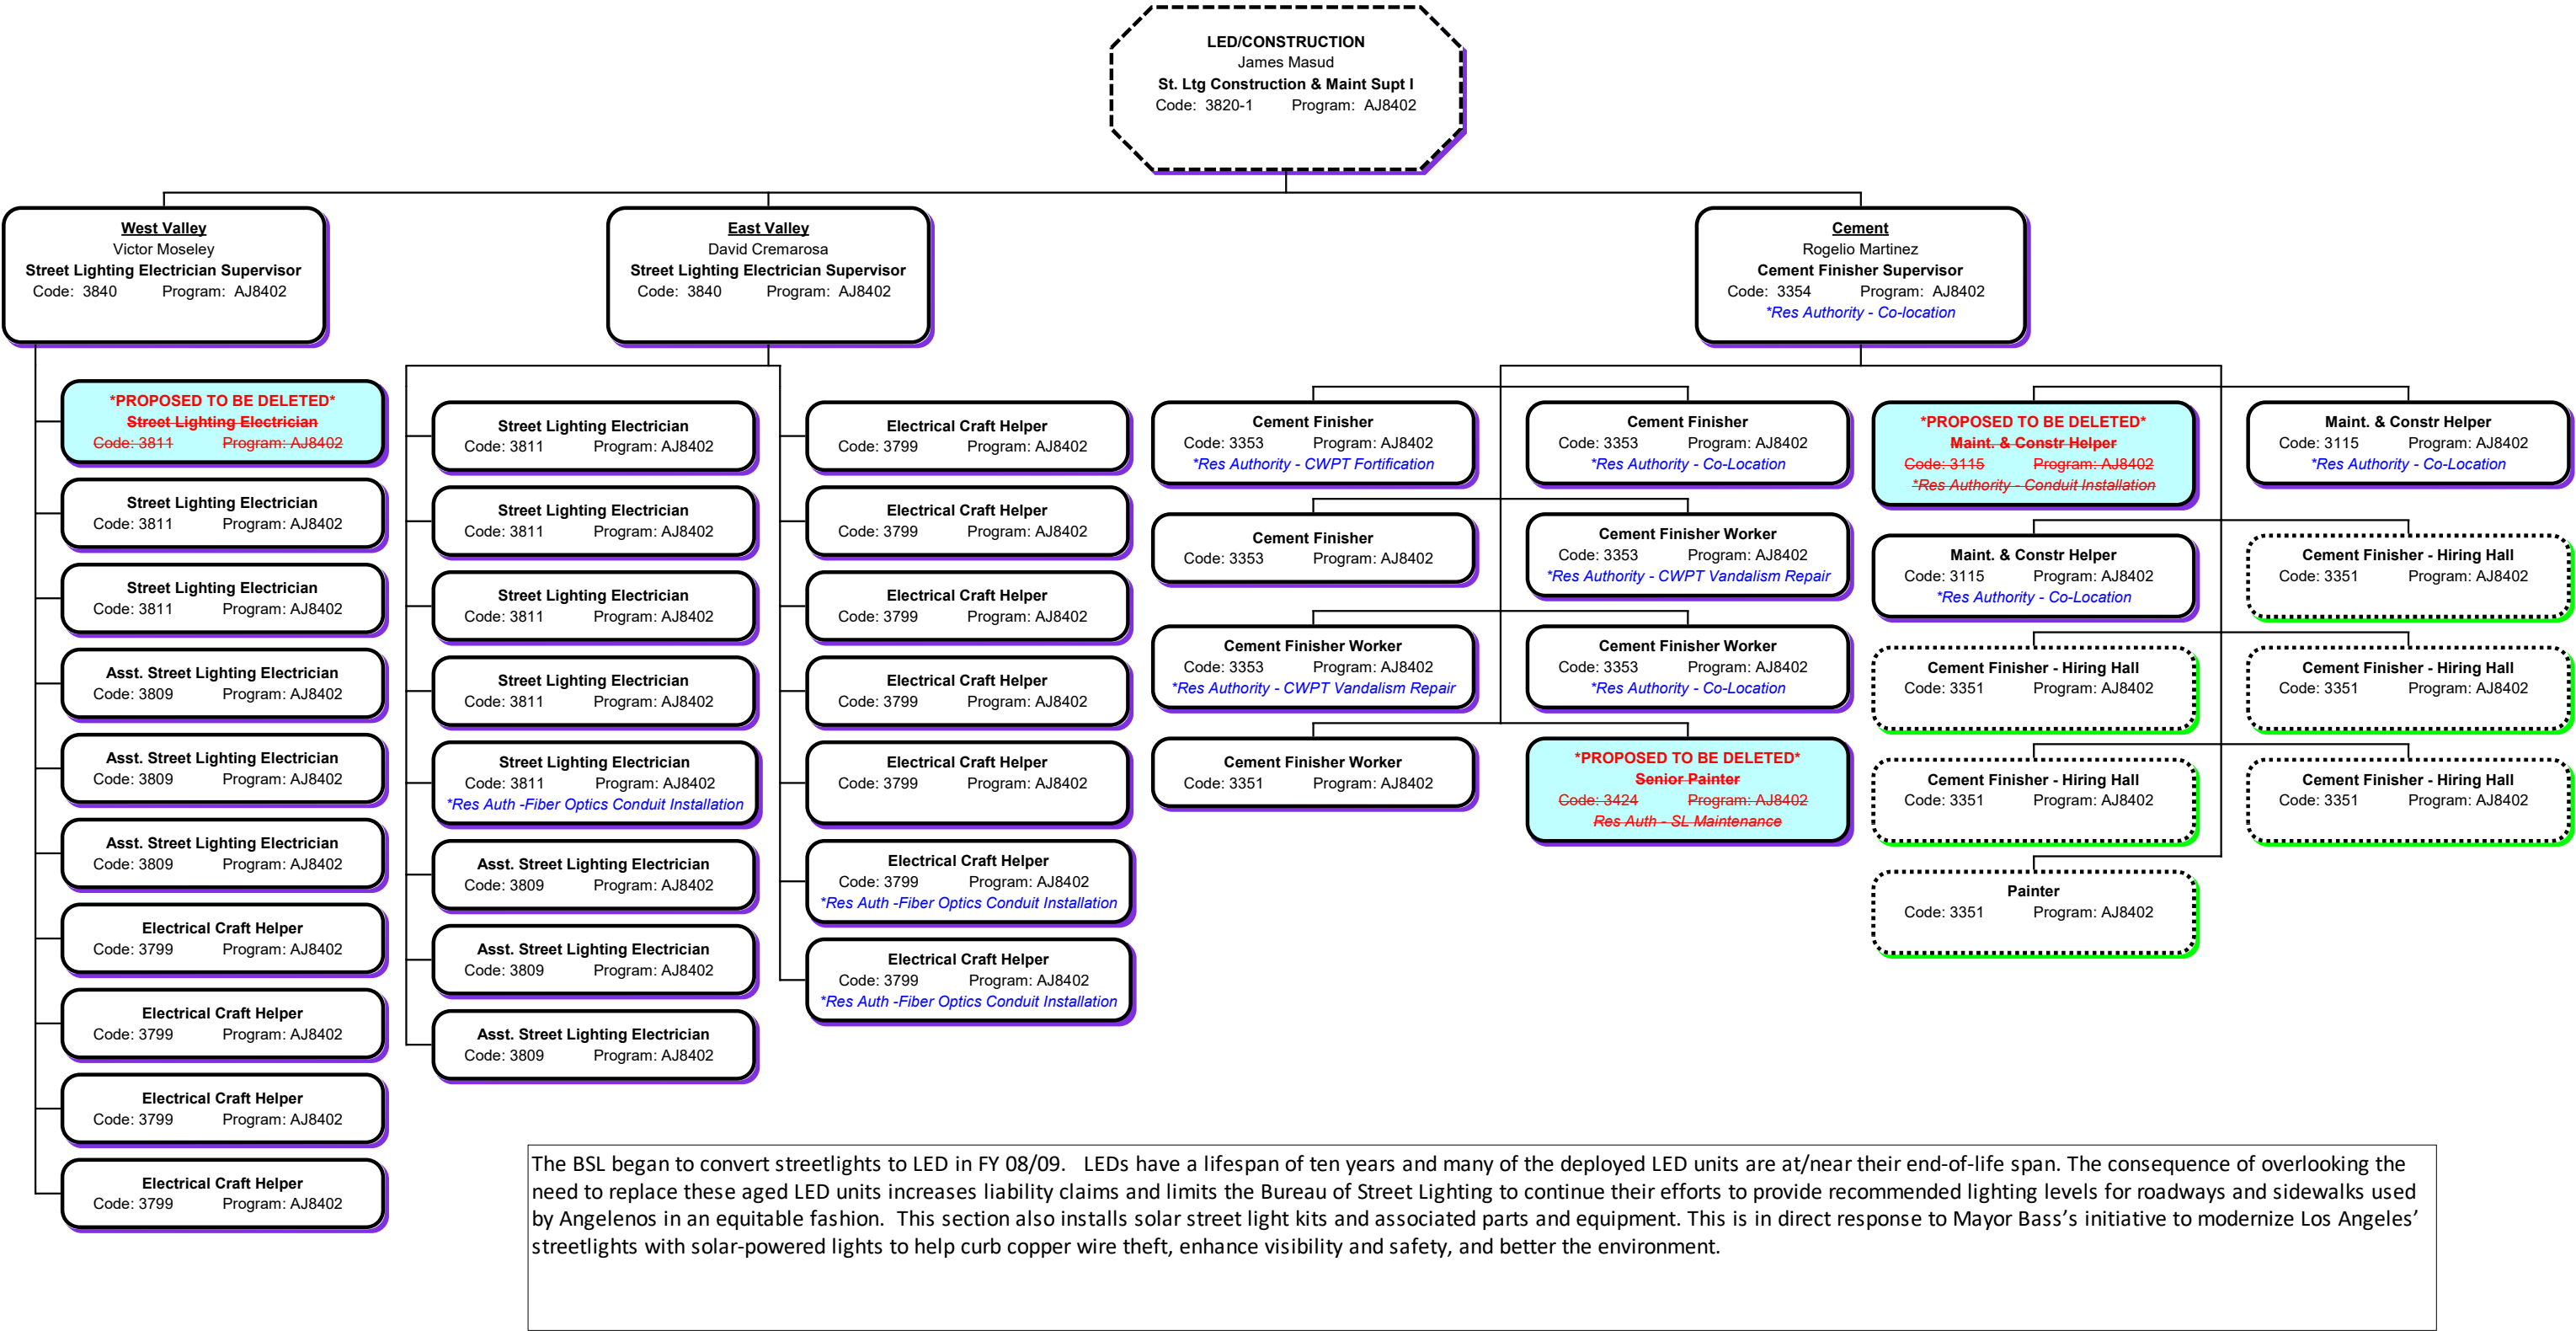 LED/CONSTRUCTION
James Masud
St. Ltg Construction & Maint Supt I
Code: 3820-1 Program: AJ8402
West Valley
Victor Moseley
Street Lighting Electrician Supervisor
Code: 3840 Program: AJ8402
East Valley
David Cremarosa
Street Lighting Electrician Supervisor
Code: 3840 Program: AJ8402
Cement
Rogelio Martinez
Cement Finisher Supervisor
Code: 3354 Program: AJ8402
*Res Authority - Co-location
*PROPOSED TO BE DELETED*
Street Lighting Electrician
Code: 3811 Program: AJ8402
Street Lighting Electrician
Code: 3811 Program: AJ8402
Street Lighting Electrician
Code: 3811 Program: AJ8402
Asst. Street Lighting Electrician
Code: 3809 Program: AJ8402
Asst. Street Lighting Electrician
Code: 3809 Program: AJ8402
Asst. Street Lighting Electrician
Code: 3809 Program: AJ8402
Electrical Craft Helper
Code: 3799 Program: AJ8402
Electrical Craft Helper
Code: 3799 Program: AJ8402
Electrical Craft Helper
Code: 3799 Program: AJ8402
Electrical Craft Helper
Code: 3799 Program: AJ8402
Street Lighting Electrician
Code: 3811 Program: AJ8402
Street Lighting Electrician
Code: 3811 Program: AJ8402
Street Lighting Electrician
Code: 3811 Program: AJ8402
Street Lighting Electrician
Code: 3811 Program: AJ8402
Street Lighting Electrician
Code: 3811 Program: AJ8402
*Res Auth -Fiber Optics Conduit Installation
Asst. Street Lighting Electrician
Code: 3809 Program: AJ8402
Asst. Street Lighting Electrician
Code: 3809 Program: AJ8402
Asst. Street Lighting Electrician
Code: 3809 Program: AJ8402
Electrical Craft Helper
Code: 3799 Program: AJ8402
Electrical Craft Helper
Code: 3799 Program: AJ8402
Electrical Craft Helper
Code: 3799 Program: AJ8402
Electrical Craft Helper
Code: 3799 Program: AJ8402
Electrical Craft Helper
Code: 3799 Program: AJ8402
Electrical Craft Helper
Code: 3799 Program: AJ8402
*Res Auth -Fiber Optics Conduit Installation
Electrical Craft Helper
Code: 3799 Program: AJ8402
*Res Auth -Fiber Optics Conduit Installation
Cement Finisher
Code: 3353 Program: AJ8402
*Res Authority - CWPT Fortification
Cement Finisher
Code: 3353 Program: AJ8402
*Res Authority - Co-Location
Cement Finisher
Code: 3353 Program: AJ8402
Cement Finisher Worker
Code: 3353 Program: AJ8402
*Res Authority - CWPT Vandalism Repair
Cement Finisher Worker
Code: 3353 Program: AJ8402
*Res Authority - CWPT Vandalism Repair
Cement Finisher Worker
Code: 3353 Program: AJ8402
*Res Authority - Co-Location
Cement Finisher Worker
Code: 3351 Program: AJ8402
*PROPOSED TO BE DELETED*
Senior Painter
Code: 3424 Program: AJ8402
Res Auth - SL Maintenance
*PROPOSED TO BE DELETED*
Maint. & Constr Helper
Code: 3115 Program: AJ8402
*Res Authority - Conduit Installation
Maint. & Constr Helper
Code: 3115 Program: AJ8402
*Res Authority - Co-Location
Maint. & Constr Helper
Code: 3115 Program: AJ8402
*Res Authority - Co-Location
Cement Finisher - Hiring Hall
Code: 3351 Program: AJ8402
Cement Finisher - Hiring Hall
Code: 3351 Program: AJ8402
Cement Finisher - Hiring Hall
Code: 3351 Program: AJ8402
Cement Finisher - Hiring Hall
Code: 3351 Program: AJ8402
Cement Finisher - Hiring Hall
Code: 3351 Program: AJ8402
Painter
Code: 3351 Program: AJ8402
The BSL began to convert streetlights to LED in FY 08/09. LEDs have a lifespan of ten years and many of the deployed LED units are at/near their end-of-life span. The consequence of overlooking the
need to replace these aged LED units increases liability claims and limits the Bureau of Street Lighting to continue their efforts to provide recommended lighting levels for roadways and sidewalks used
by Angelenos in an equitable fashion. This section also installs solar street light kits and associated parts and equipment. This is in direct response to Mayor Bass’s initiative to modernize Los Angeles’
streetlights with solar-powered lights to help curb copper wire theft, enhance visibility and safety, and better the environment.